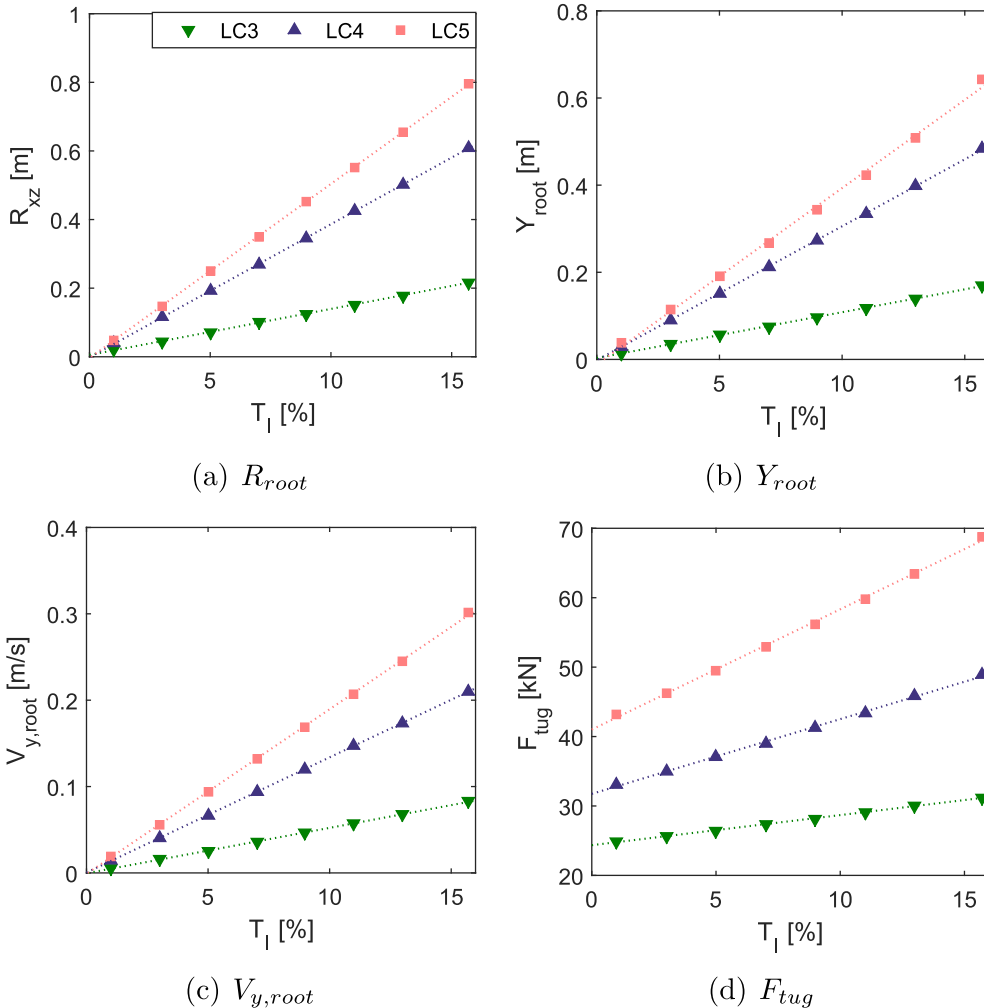 LC3 LC4 LC5
1
0.8
0.6
0.4
0.2
0
R_xz [m]
0 5 10 15
T_I [%]
(a) R_root
0.8
0.6
0.4
0.2
0
Y_root [m]
0 5 10 15
T_I [%]
(b) Y_root
0.4
0.3
0.2
0.1
0
V_y,root [m/s]
0 5 10 15
T_I [%]
(c) V_y,root
70
60
50
40
30
20
F_tug [kN]
0 5 10 15
T_I [%]
(d) F_tug